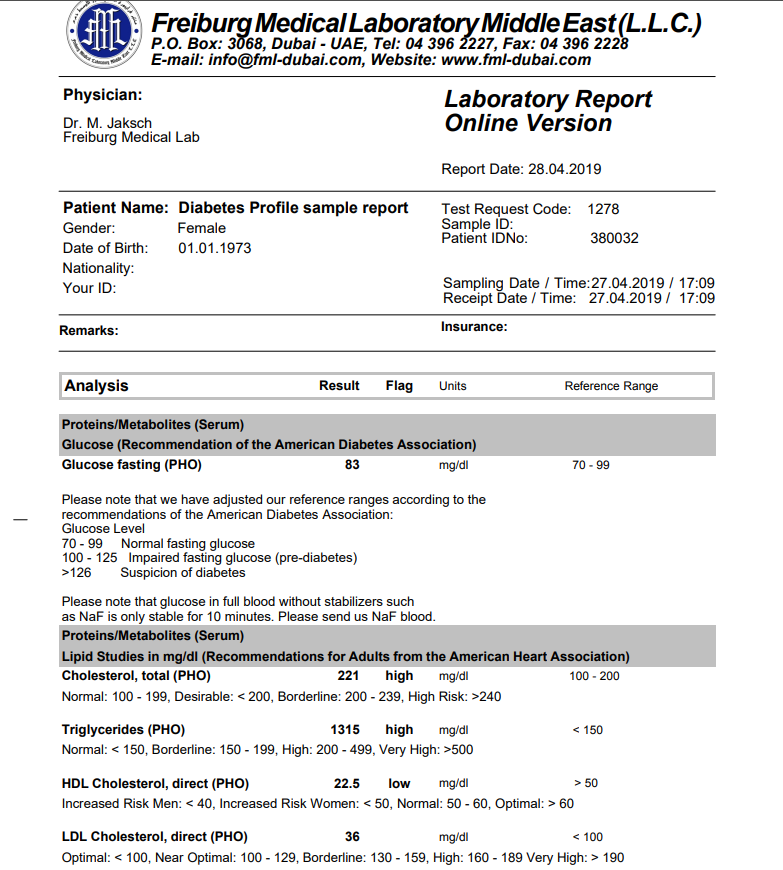 Freiburg Medical Laboratory Middle East (L.L.C.)
P.O. Box: 3068, Dubai - UAE, Tel: 04 396 2227, Fax: 04 396 2228
E-mail: info@fml-dubai.com, Website: www.fml-dubai.com
Physician:
Dr. M. Jaksch
Freiburg Medical Lab
Laboratory Report
Online Version
Report Date: 28.04.2019
Patient Name: Diabetes Profile sample report
Gender: Female
Date of Birth: 01.01.1973
Nationality:
Your ID:
Test Request Code: 1278
Sample ID:
Patient IDNo: 380032
Sampling Date / Time:27.04.2019 / 17:09
Receipt Date / Time: 27.04.2019 / 17:09
Remarks:
Insurance:
Analysis Result Flag Units Reference Range
Proteins/Metabolites (Serum)
Glucose (Recommendation of the American Diabetes Association)
Glucose fasting (PHO) 83 mg/dl 70 - 99
Please note that we have adjusted our reference ranges according to the
recommendations of the American Diabetes Association:
Glucose Level
70 - 99 Normal fasting glucose
100 - 125 Impaired fasting glucose (pre-diabetes)
>126 Suspicion of diabetes
Please note that glucose in full blood without stabilizers such
as NaF is only stable for 10 minutes. Please send us NaF blood.
Proteins/Metabolites (Serum)
Lipid Studies in mg/dl (Recommendations for Adults from the American Heart Association)
Cholesterol, total (PHO) 221 high mg/dl 100 - 200
Normal: 100 - 199, Desirable: < 200, Borderline: 200 - 239, High Risk: >240
Triglycerides (PHO) 1315 high mg/dl < 150
Normal: < 150, Borderline: 150 - 199, High: 200 - 499, Very High: >500
HDL Cholesterol, direct (PHO) 22.5 low mg/dl > 50
Increased Risk Men: < 40, Increased Risk Women: < 50, Normal: 50 - 60, Optimal: > 60
LDL Cholesterol, direct (PHO) 36 mg/dl < 100
Optimal: < 100, Near Optimal: 100 - 129, Borderline: 130 - 159, High: 160 - 189 Very High: > 190